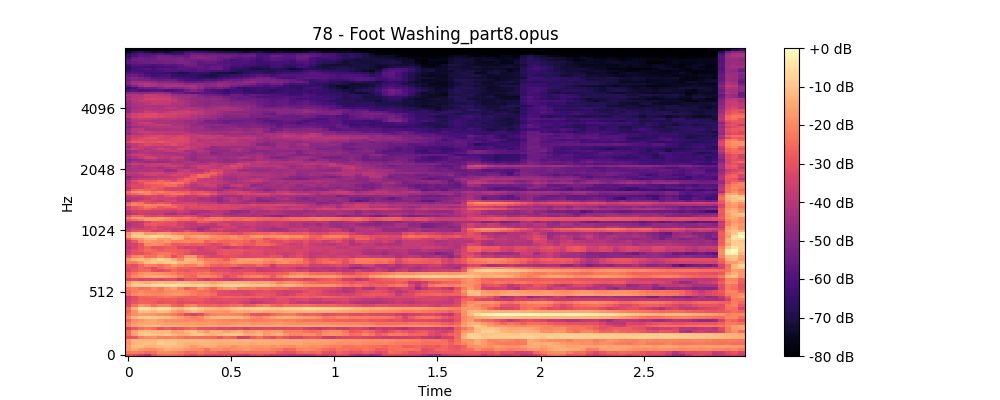 78 - Foot Washing_part8.opus
+0 dB
-10 dB
-20 dB
-30 dB
-40 dB
-50 dB
-60 dB
-70 dB
-80 dB
4096
2048
1024
512
0
Hz
0
0.5
1
1.5
2
2.5
Time